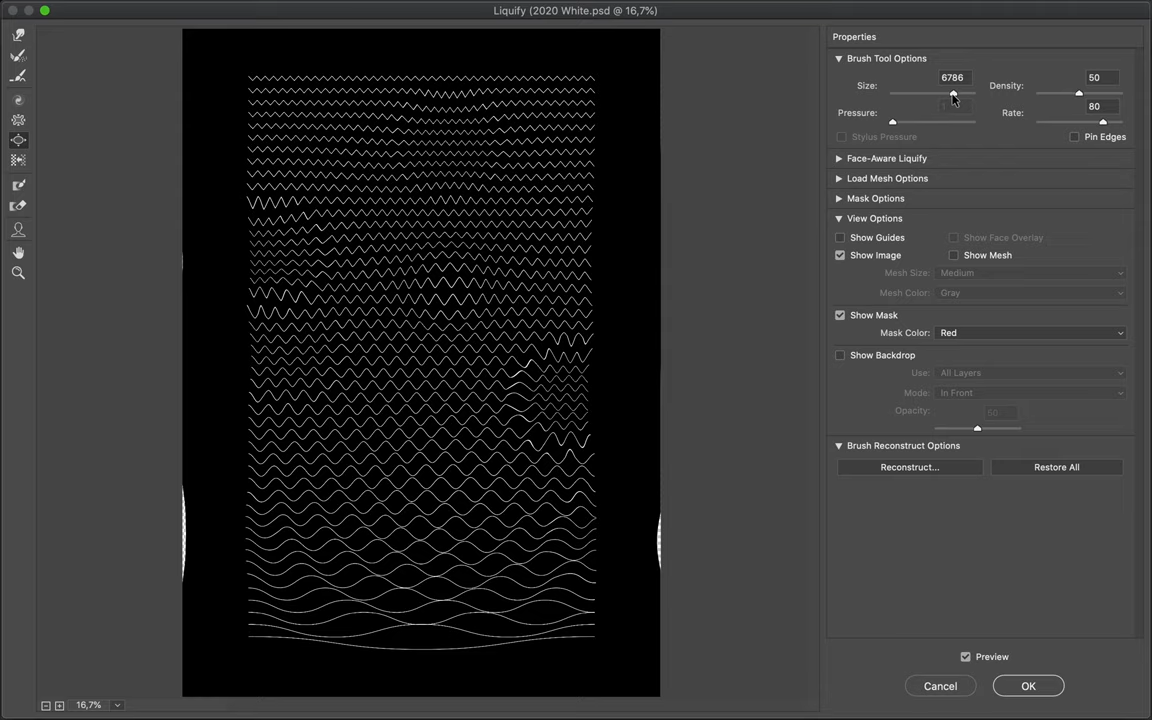 Liquify (2020 White.psd @ 16,7%)
Properties
Brush Tool Options
Size: 6786 Density: 50
Pressure: 1 Rate: 80
Stylus Pressure Pin Edges
Face-Aware Liquify
Load Mesh Options
Mask Options
View Options
Show Guides Show Face Overlay
Show Image Show Mesh
Mesh Size: Medium
Mesh Color: Gray
Show Mask
Mask Color: Red
Show Backdrop
Use: All Layers
Mode: In Front
Opacity: 50
Brush Reconstruct Options
Reconstruct... Restore All
Preview
Cancel OK
16,7%